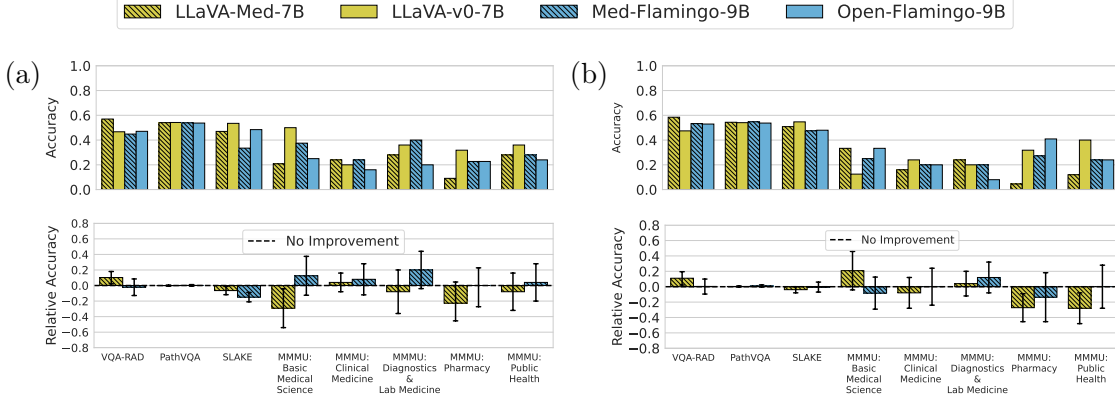 LLaVA-Med-7B LLaVA-v0-7B Med-Flamingo-9B Open-Flamingo-9B
(a)
Accuracy
1.0
0.8
0.6
0.4
0.2
0.0
Relative Accuracy
0.8
0.6
0.4
0.2
0.0
−0.2
−0.4
−0.6
−0.8
No Improvement
VQA-RAD
PathVQA
SLAKE
MMMU:
Basic
Medical
Science
MMMU:
Clinical
Medicine
MMMU:
Diagnostics
&
Lab Medicine
MMMU:
Pharmacy
MMMU:
Public
Health
(b)
Accuracy
1.0
0.8
0.6
0.4
0.2
0.0
Relative Accuracy
0.8
0.6
0.4
0.2
0.0
−0.2
−0.4
−0.6
−0.8
No Improvement
VQA-RAD
PathVQA
SLAKE
MMMU:
Basic
Medical
Science
MMMU:
Clinical
Medicine
MMMU:
Diagnostics
&
Lab Medicine
MMMU:
Pharmacy
MMMU:
Public
Health